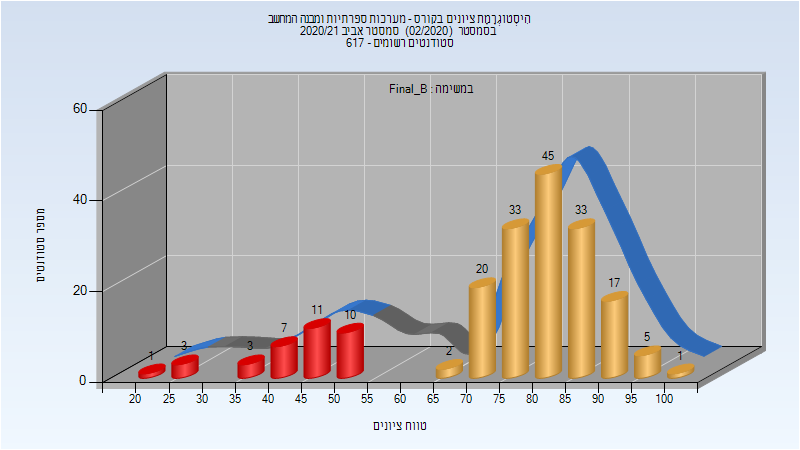 הִיסְטוגְרָמַת ציונים בקורס - מערכות ספרתיות ומבנה המחשב
בסמסטר (02/2020) סמסטר אביב 2020/21
סטודנטים רשומים - 617
במשימה : Final_B
מספר סטודנטים
60
40
20
0
1
3
3
7
11
10
2
20
33
45
33
17
5
1
20 25 30 35 40 45 50 55 60 65 70 75 80 85 90 95 100
טווח ציונים